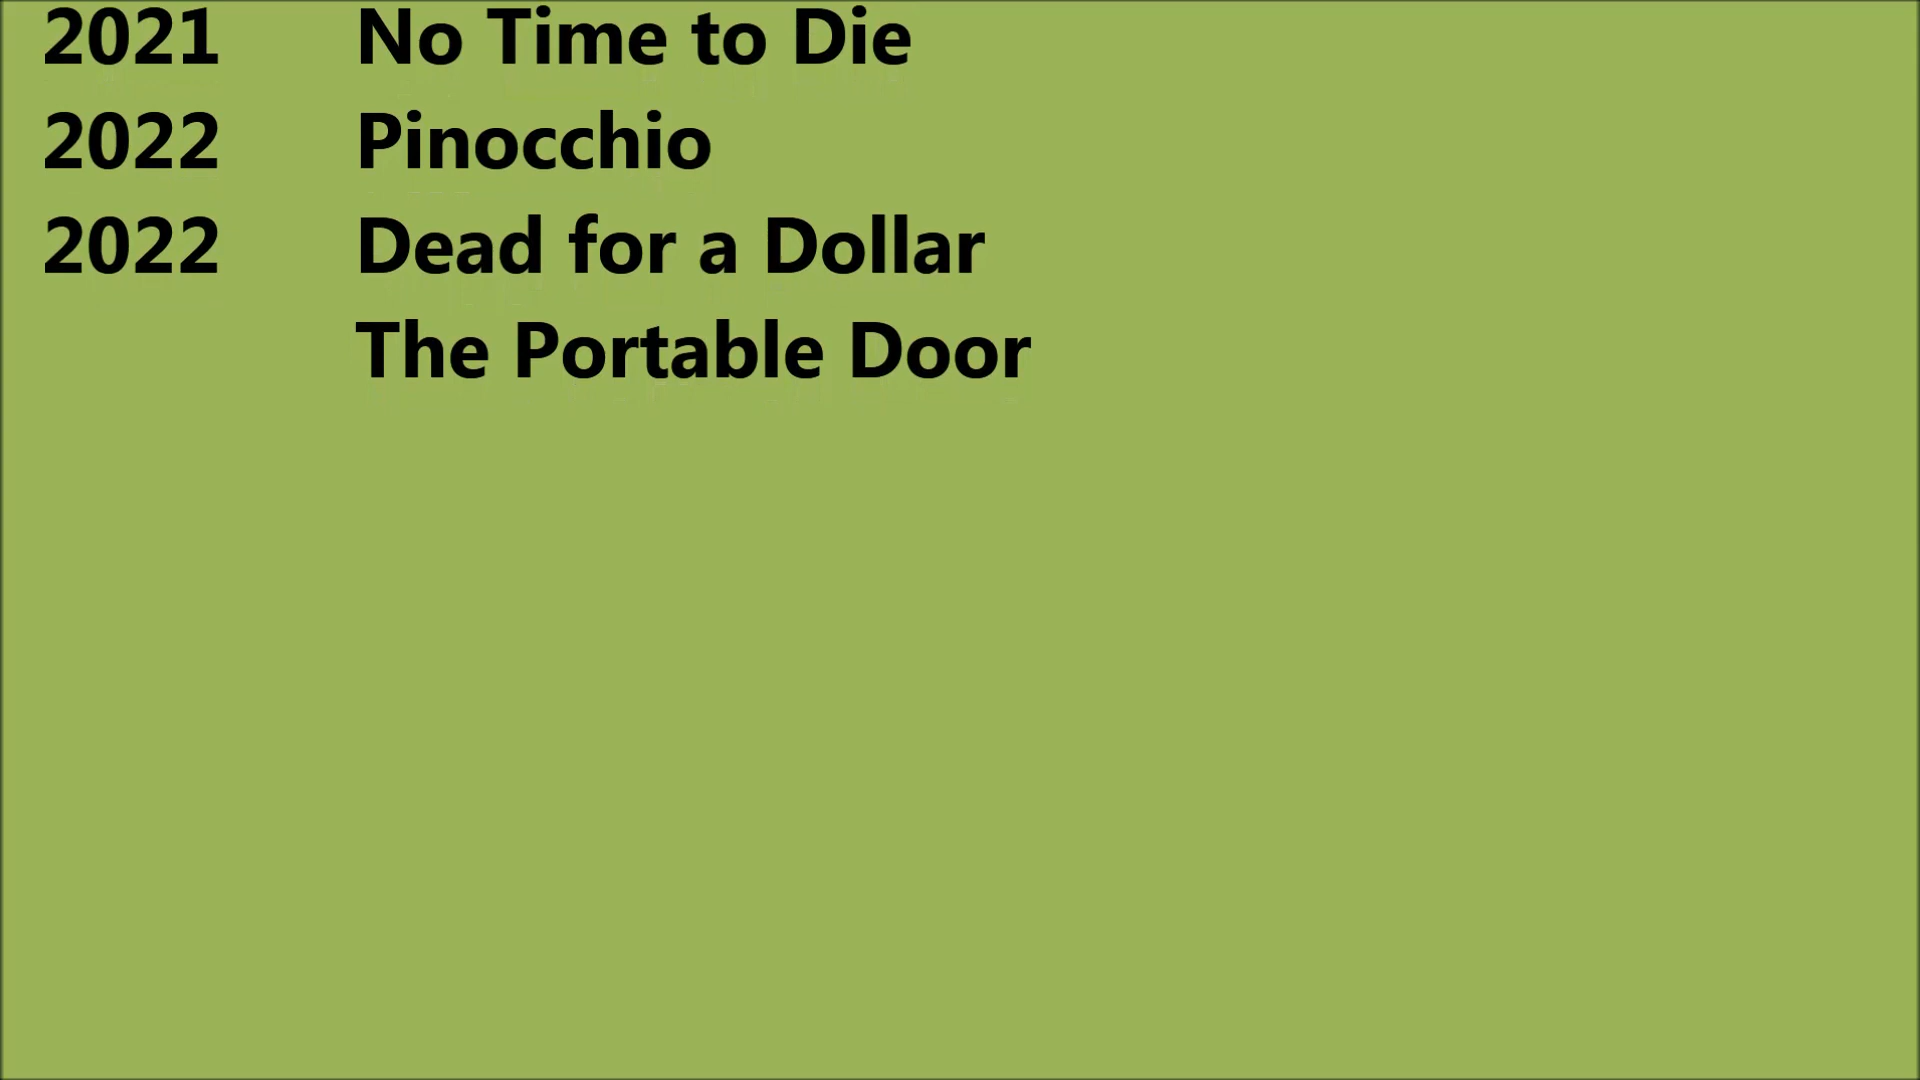 2021 No Time to Die
2022 Pinocchio
2022 Dead for a Dollar
The Portable Door